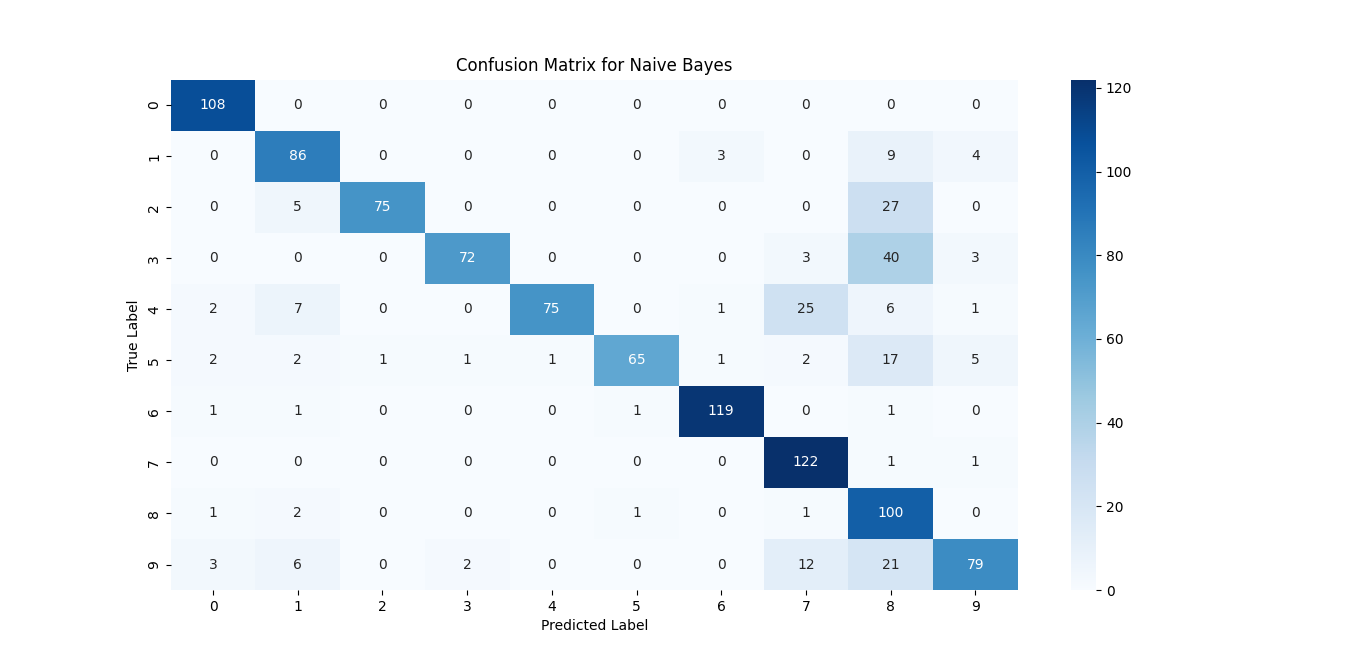 Confusion Matrix for Naive Bayes
0 108 0 0 0 0 0 0 0 0 0
1 0 86 0 0 0 0 3 0 9 4
2 0 5 75 0 0 0 0 0 27 0
3 0 0 0 72 0 0 0 3 40 3
4 2 7 0 0 75 0 1 25 6 1
5 2 2 1 1 1 65 1 2 17 5
6 1 1 0 0 0 1 119 0 1 0
7 0 0 0 0 0 0 0 122 1 1
8 1 2 0 0 0 1 0 1 100 0
9 3 6 0 2 0 0 0 12 21 79
0 1 2 3 4 5 6 7 8 9
Predicted Label
True Label
120
100
80
60
40
20
0